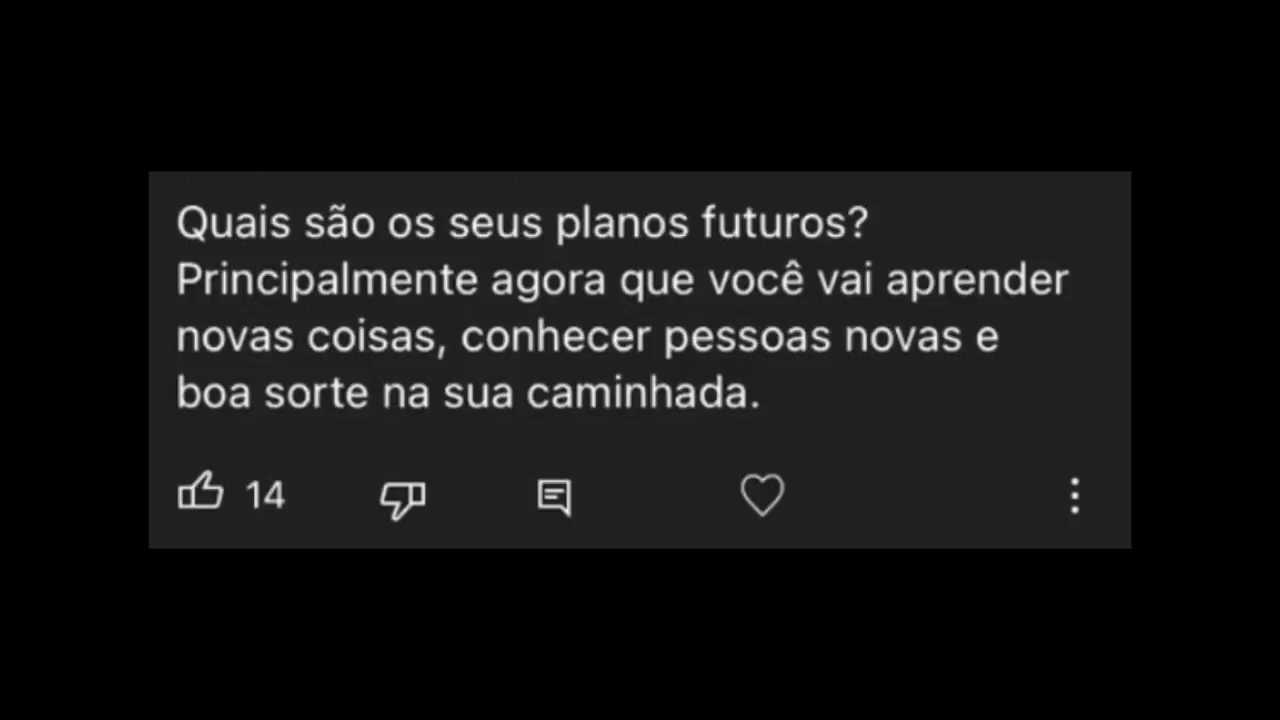 Quais são os seus planos futuros?
Principalmente agora que você vai aprender
novas coisas, conhecer pessoas novas e
boa sorte na sua caminhada.
14